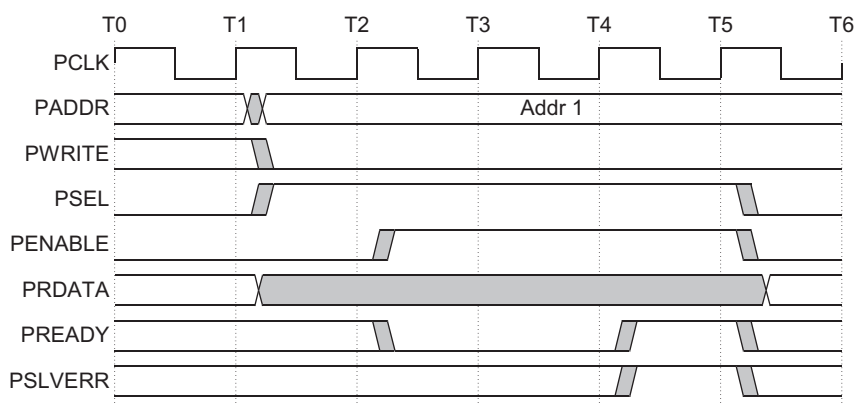 T0 T1 T2 T3 T4 T5 T6
PCLK
PADDR Addr 1
PWRITE
PSEL
PENABLE
PRDATA
PREADY
PSLVERR